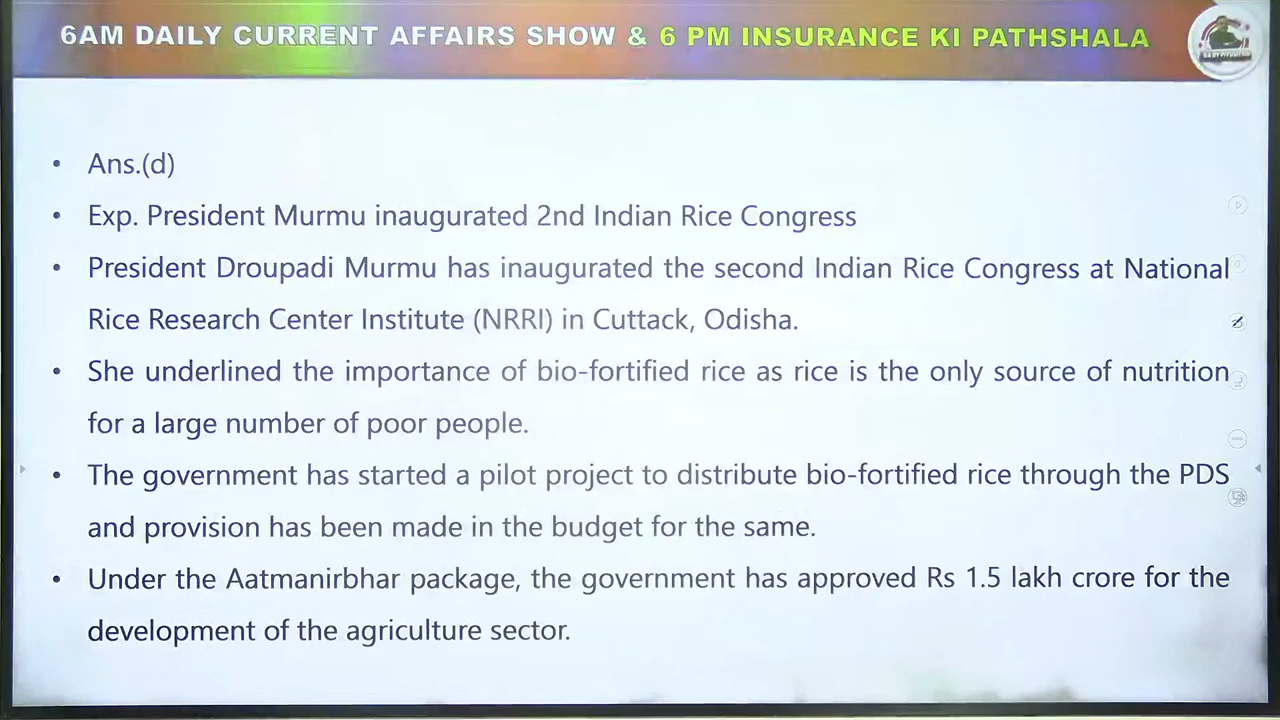 6AM DAILY CURRENT AFFAIRS SHOW & 6 PM INSURANCE KI PATHSHALA
• Ans.(d)
• Exp. President Murmu inaugurated 2nd Indian Rice Congress
• President Droupadi Murmu has inaugurated the second Indian Rice Congress at National
Rice Research Center Institute (NRRI) in Cuttack, Odisha.
• She underlined the importance of bio-fortified rice as rice is the only source of nutrition
for a large number of poor people.
• The government has started a pilot project to distribute bio-fortified rice through the PDS
and provision has been made in the budget for the same.
• Under the Aatmanirbhar package, the government has approved Rs 1.5 lakh crore for the
development of the agriculture sector.